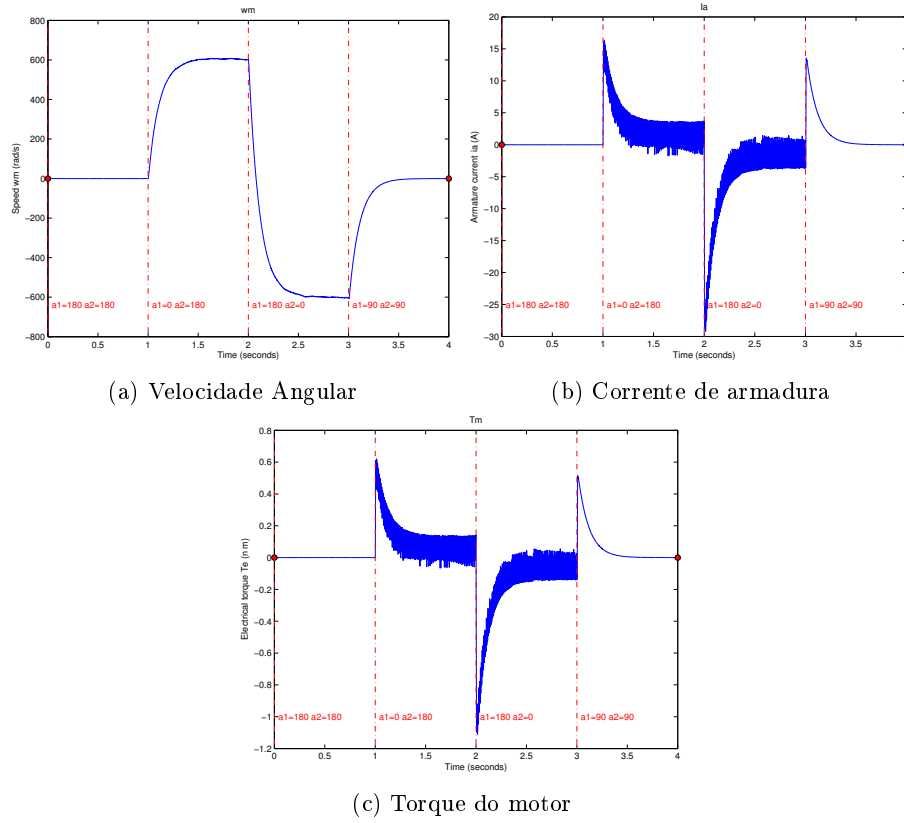 wm
800
600
400
200
0
−200
−400
−600
−800
Speed wm (rad/s)
a1=180 a2=180
a1=0 a2=180
a1=180 a2=0
a1=90 a2=90
0 0.5 1 1.5 2 2.5 3 3.5 4
Time (seconds)
(a) Velocidade Angular
Ia
20
15
10
5
0
−5
−10
−15
−20
−25
−30
Armature current ia (A)
a1=180 a2=180
a1=0 a2=180
a1=180 a2=0
a1=90 a2=90
0 0.5 1 1.5 2 2.5 3 3.5
Time (seconds)
(b) Corrente de armadura
Tm
0.8
0.6
0.4
0.2
0
−0.2
−0.4
−0.6
−0.8
−1
−1.2
Electrical torque Te (n m)
a1=180 a2=180
a1=0 a2=180
a1=180 a2=0
a1=90 a2=90
0 0.5 1 1.5 2 2.5 3 3.5 4
Time (seconds)
(c) Torque do motor